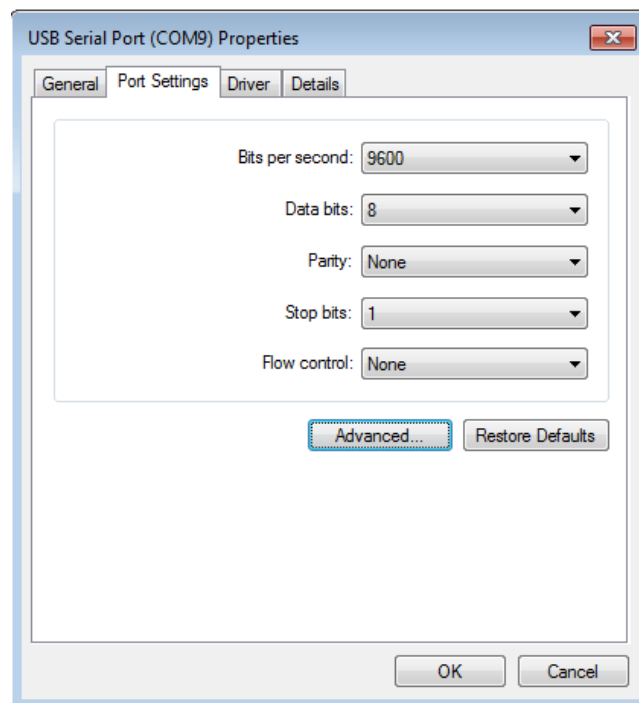 USB Serial Port (COM9) Properties
General Port Settings Driver Details
Bits per second: 9600
Data bits: 8
Parity: None
Stop bits: 1
Flow control: None
Advanced... Restore Defaults
OK Cancel